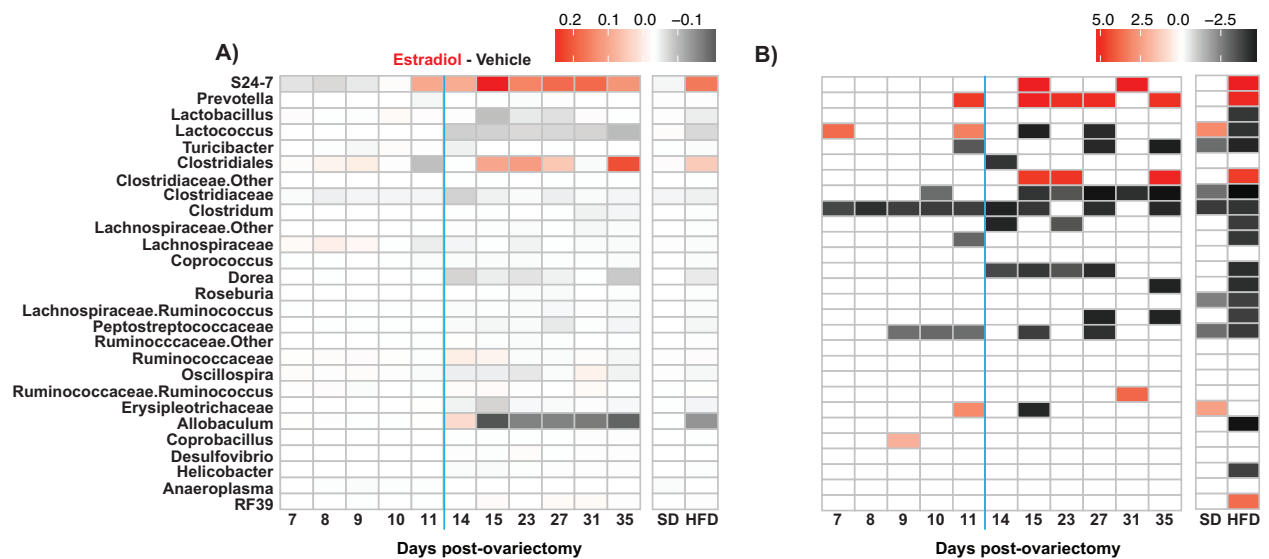 0.2 0.1 0.0 −0.1
5.0 2.5 0.0 −2.5
A)
B)
Estradiol - Vehicle
S24-7
Prevotella
Lactobacillus
Lactococcus
Turicibacter
Clostridiales
Clostridiaceae.Other
Clostridiaceae
Clostridum
Lachnospiraceae.Other
Lachnospiraceae
Coprococcus
Dorea
Roseburia
Lachnospiraceae.Ruminococcus
Peptostreptococcaceae
Ruminocccaceae.Other
Ruminococcaceae
Oscillospira
Ruminococcaceae.Ruminococcus
Erysipleotrichaceae
Allobaculum
Coprobacillus
Desulfovibrio
Helicobacter
Anaeroplasma
RF39
7 8 9 10 11 14 15 23 27 31 35 SD HFD
7 8 9 10 11 14 15 23 27 31 35 SD HFD
Days post-ovariectomy
Days post-ovariectomy